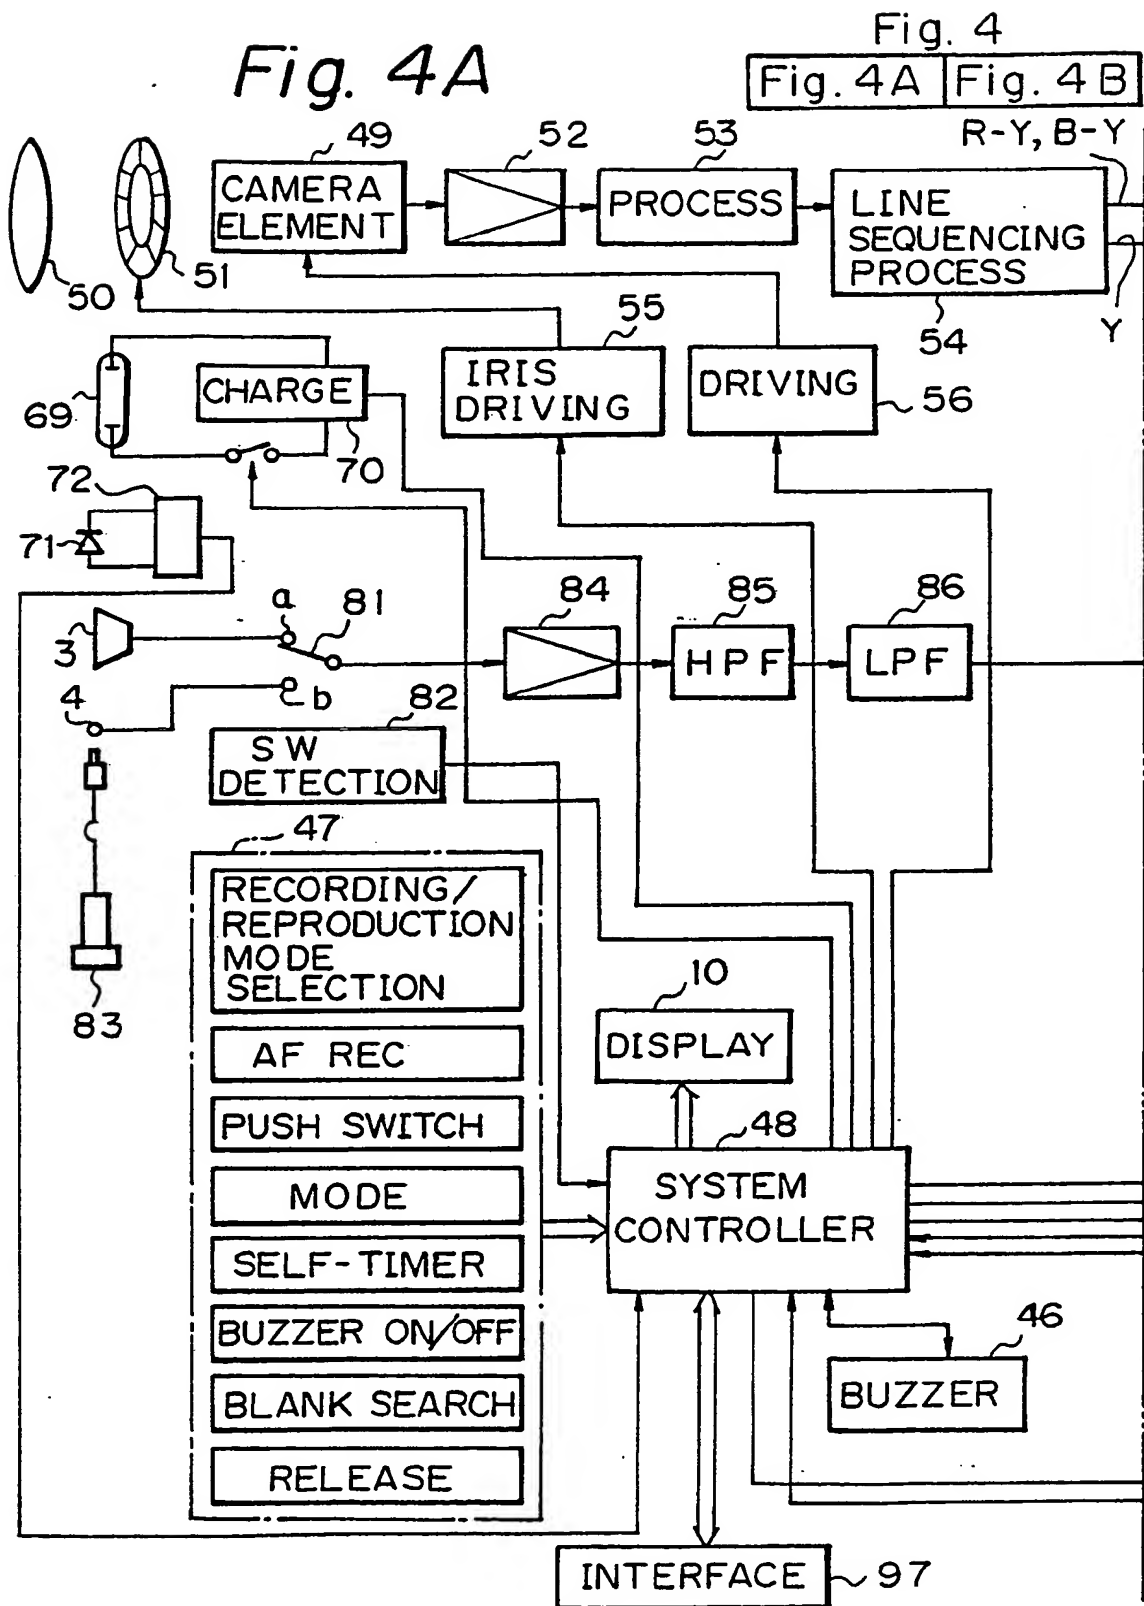 Fig. 4A
Fig. 4
Fig. 4A
Fig. 4B
R-Y, B-Y
49
52
53
CAMERA
ELEMENT
PROCESS
LINE
SEQUENCING
PROCESS
50
51
54
Y
55
IRIS
DRIVING
DRIVING
56
69
CHARGE
70
72
71
3
a
81
84
85
86
HPF
LPF
4
b
82
SW
DETECTION
83
47
RECORDING/
REPRODUCTION
MODE
SELECTION
AF REC
PUSH SWITCH
MODE
SELF-TIMER
BUZZER ON/OFF
BLANK SEARCH
RELEASE
10
DISPLAY
48
SYSTEM
CONTROLLER
46
BUZZER
INTERFACE
97